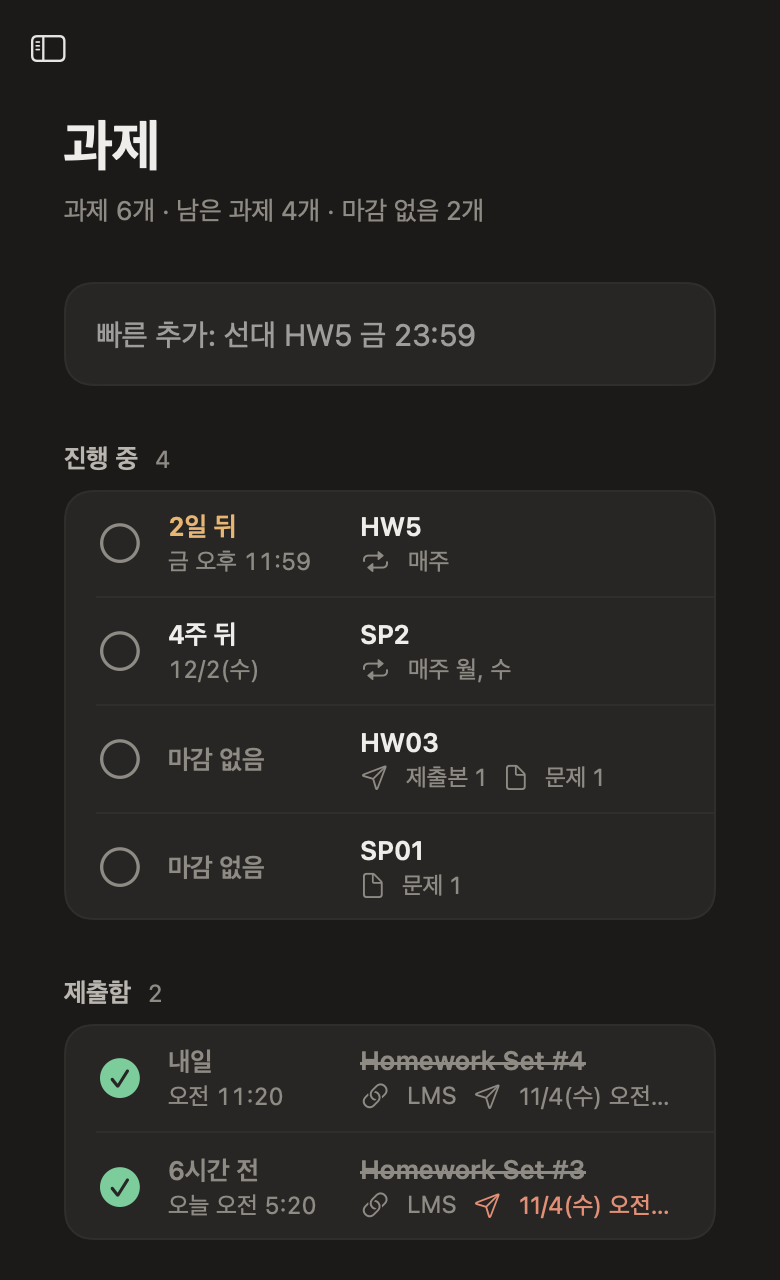 과제
과제 6개 · 남은 과제 4개 · 마감 없음 2개
빠른 추가: 선대 HW5 금 23:59
진행 중 4
2일 뒤 HW5
금 오후 11:59 매주
4주 뒤 SP2
12/2(수) 매주 월, 수
마감 없음 HW03
제출본 1 문제 1
마감 없음 SP01
문제 1
제출함 2
내일 Homework Set #4
오전 11:20 LMS 11/4(수) 오전…
6시간 전 Homework Set #3
오늘 오전 5:20 LMS 11/4(수) 오전…